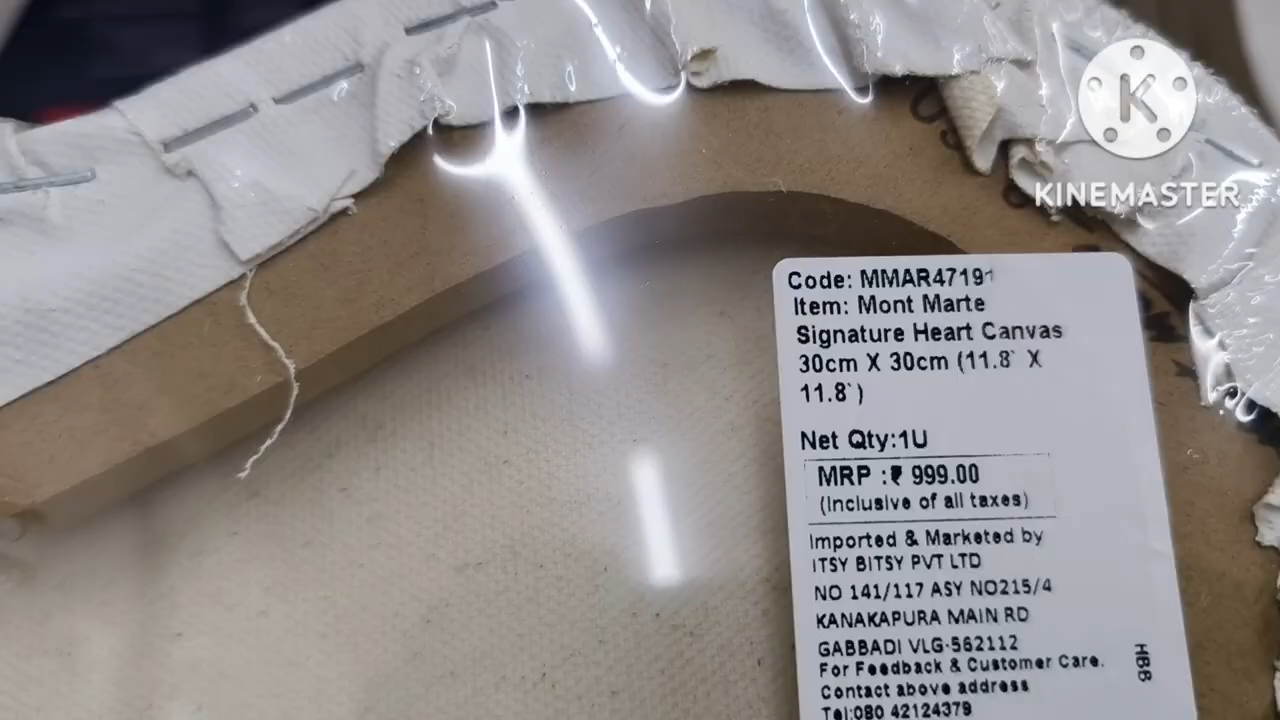 K
KINEMASTER
Code: MMAR47191
Item: Mont Marte
Signature Heart Canvas
30cm X 30cm (11.8` X
11.8`)
Net Qty:1U
MRP :₹ 999.00
(Inclusive of all taxes)
Imported & Marketed by
ITSY BITSY PVT LTD
NO 141/117 ASY NO215/4
KANAKAPURA MAIN RD
GABBADI VLG-562112
For Feedback & Customer Care.
Contact above address
Tel:080 42124379
HBB